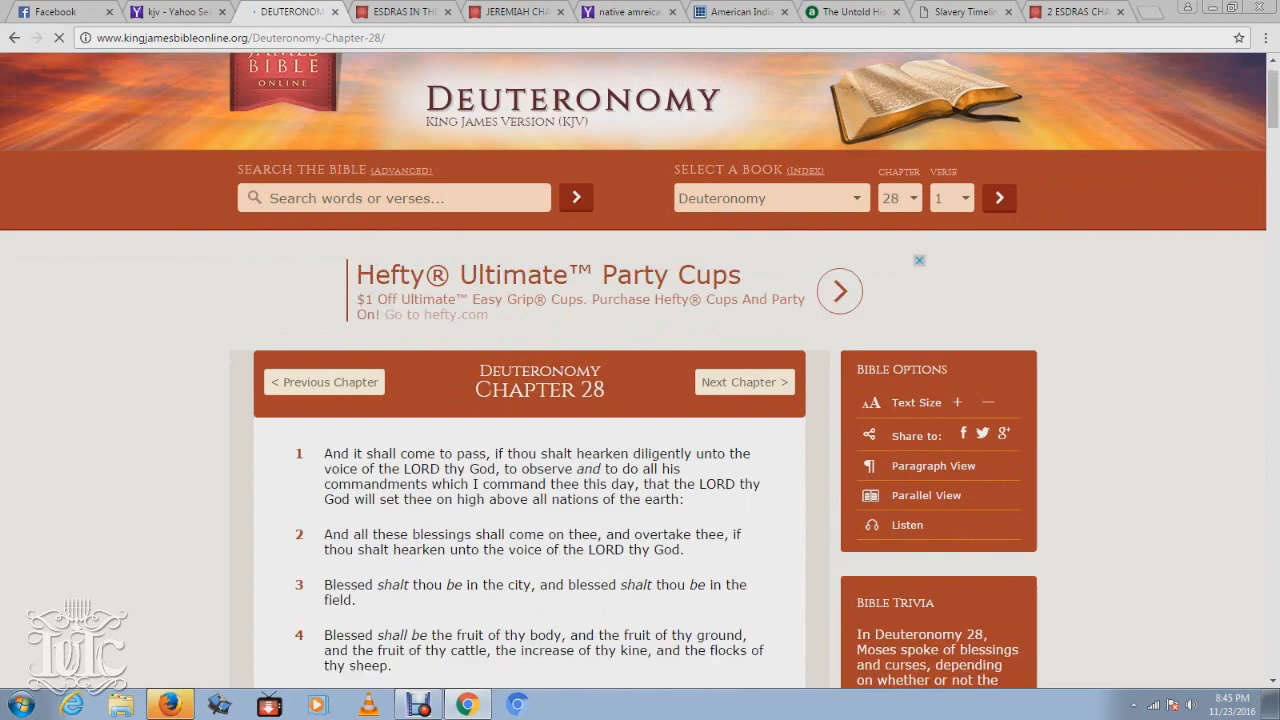 Facebook
kjv - Yahoo Sea
DEUTERONOM
ESDRAS IN THE
JEREMIAH CHA
native amreica
American India
The Untold His
Slavery Timelin
2 ESDRAS CHA
www.kingjamesbibleonline.org/Deuteronomy-Chapter-28/
JAMES
BIBLE
ONLINE
DEUTERONOMY
KING JAMES VERSION (KJV)
SEARCH THE BIBLE (ADVANCED)
SELECT A BOOK (INDEX)
CHAPTER
VERSE
Search words or verses...
Deuteronomy
28
1
Hefty® Ultimate™ Party Cups
$1 Off Ultimate™ Easy Grip® Cups. Purchase Hefty® Cups And Party
On! Go to hefty.com
< Previous Chapter
DEUTERONOMY
CHAPTER 28
Next Chapter >
1 And it shall come to pass, if thou shalt hearken diligently unto the
voice of the LORD thy God, to observe and to do all his
commandments which I command thee this day, that the LORD thy
God will set thee on high above all nations of the earth:
2 And all these blessings shall come on thee, and overtake thee, if
thou shalt hearken unto the voice of the LORD thy God.
3 Blessed shalt thou be in the city, and blessed shalt thou be in the
field.
4 Blessed shall be the fruit of thy body, and the fruit of thy ground,
and the fruit of thy cattle, the increase of thy kine, and the flocks of
thy sheep.
BIBLE OPTIONS
AA Text Size + —
Share to: f g+
¶ Paragraph View
Parallel View
Listen
BIBLE TRIVIA
In Deuteronomy 28,
Moses spoke of blessings
and curses, depending
on whether or not the
IUIC
8:45 PM
11/23/2016